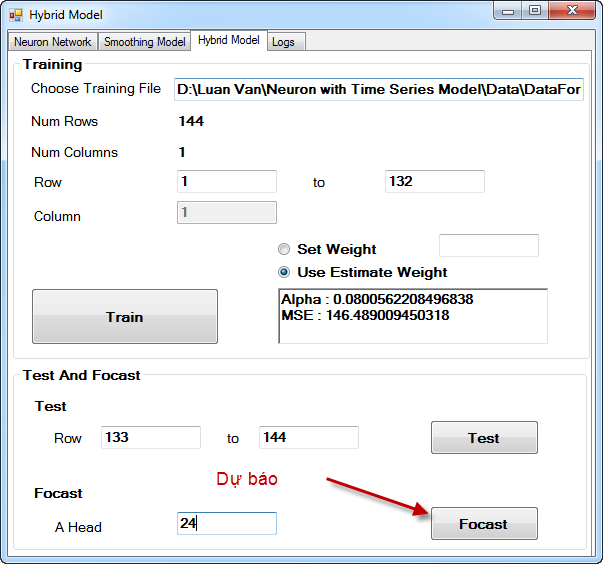 Hybrid Model
Neuron Network Smoothing Model Hybrid Model Logs
Training
Choose Training File D:\Luan Van\Neuron with Time Series Model\Data\DataFor
Num Rows 144
Num Columns 1
Row 1 to 132
Column 1
Set Weight
Use Estimate Weight
Alpha : 0.0800562208496838
MSE : 146.489009450318
Train
Test And Focast
Test
Row 133 to 144 Test
Dự báo
Focast
A Head 24 Focast